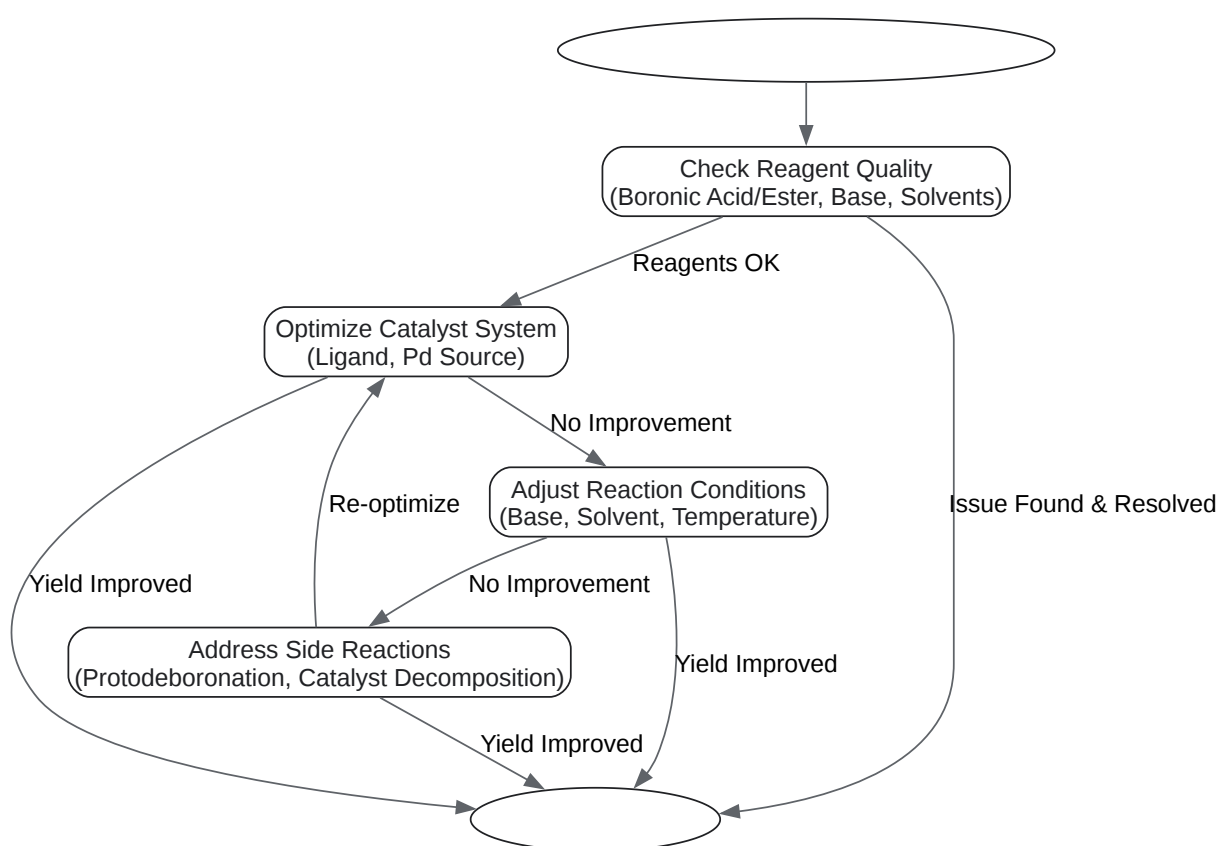 Check Reagent Quality
(Boronic Acid/Ester, Base, Solvents)
Reagents OK
Optimize Catalyst System
(Ligand, Pd Source)
No Improvement
Adjust Reaction Conditions
(Base, Solvent, Temperature)
Re-optimize
Issue Found & Resolved
Yield Improved
No Improvement
Address Side Reactions
(Protodeboronation, Catalyst Decomposition)
Yield Improved
Yield Improved